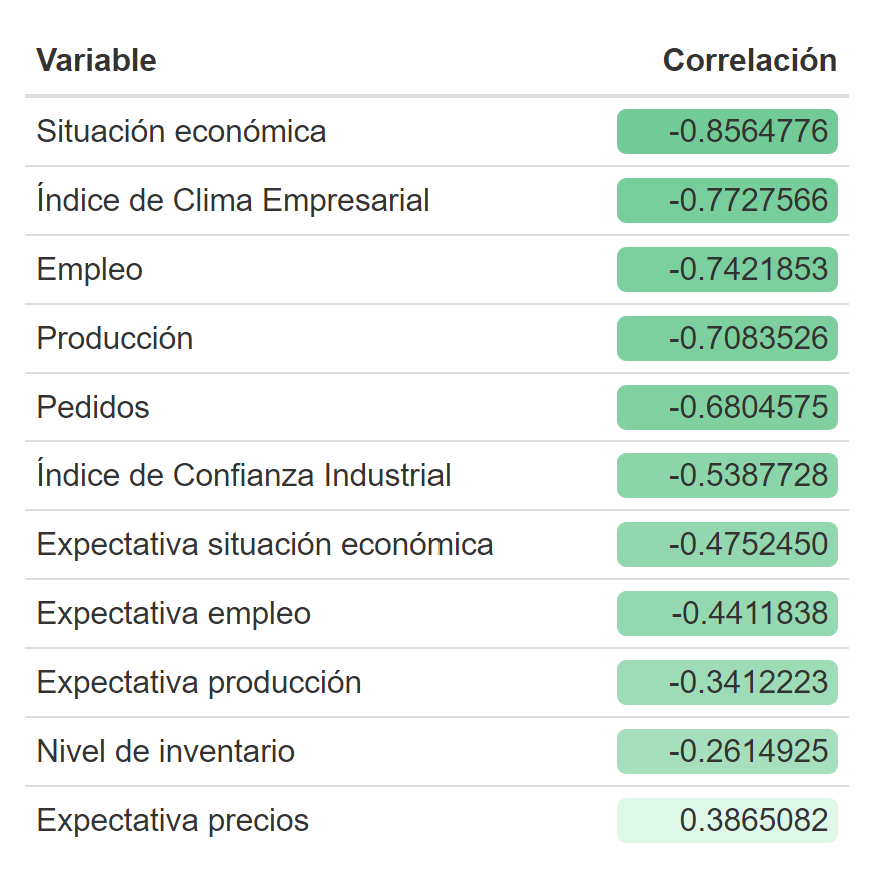 Variable Correlación
Situación económica -0.8564776
Índice de Clima Empresarial -0.7727566
Empleo -0.7421853
Producción -0.7083526
Pedidos -0.6804575
Índice de Confianza Industrial -0.5387728
Expectativa situación económica -0.4752450
Expectativa empleo -0.4411838
Expectativa producción -0.3412223
Nivel de inventario -0.2614925
Expectativa precios 0.3865082